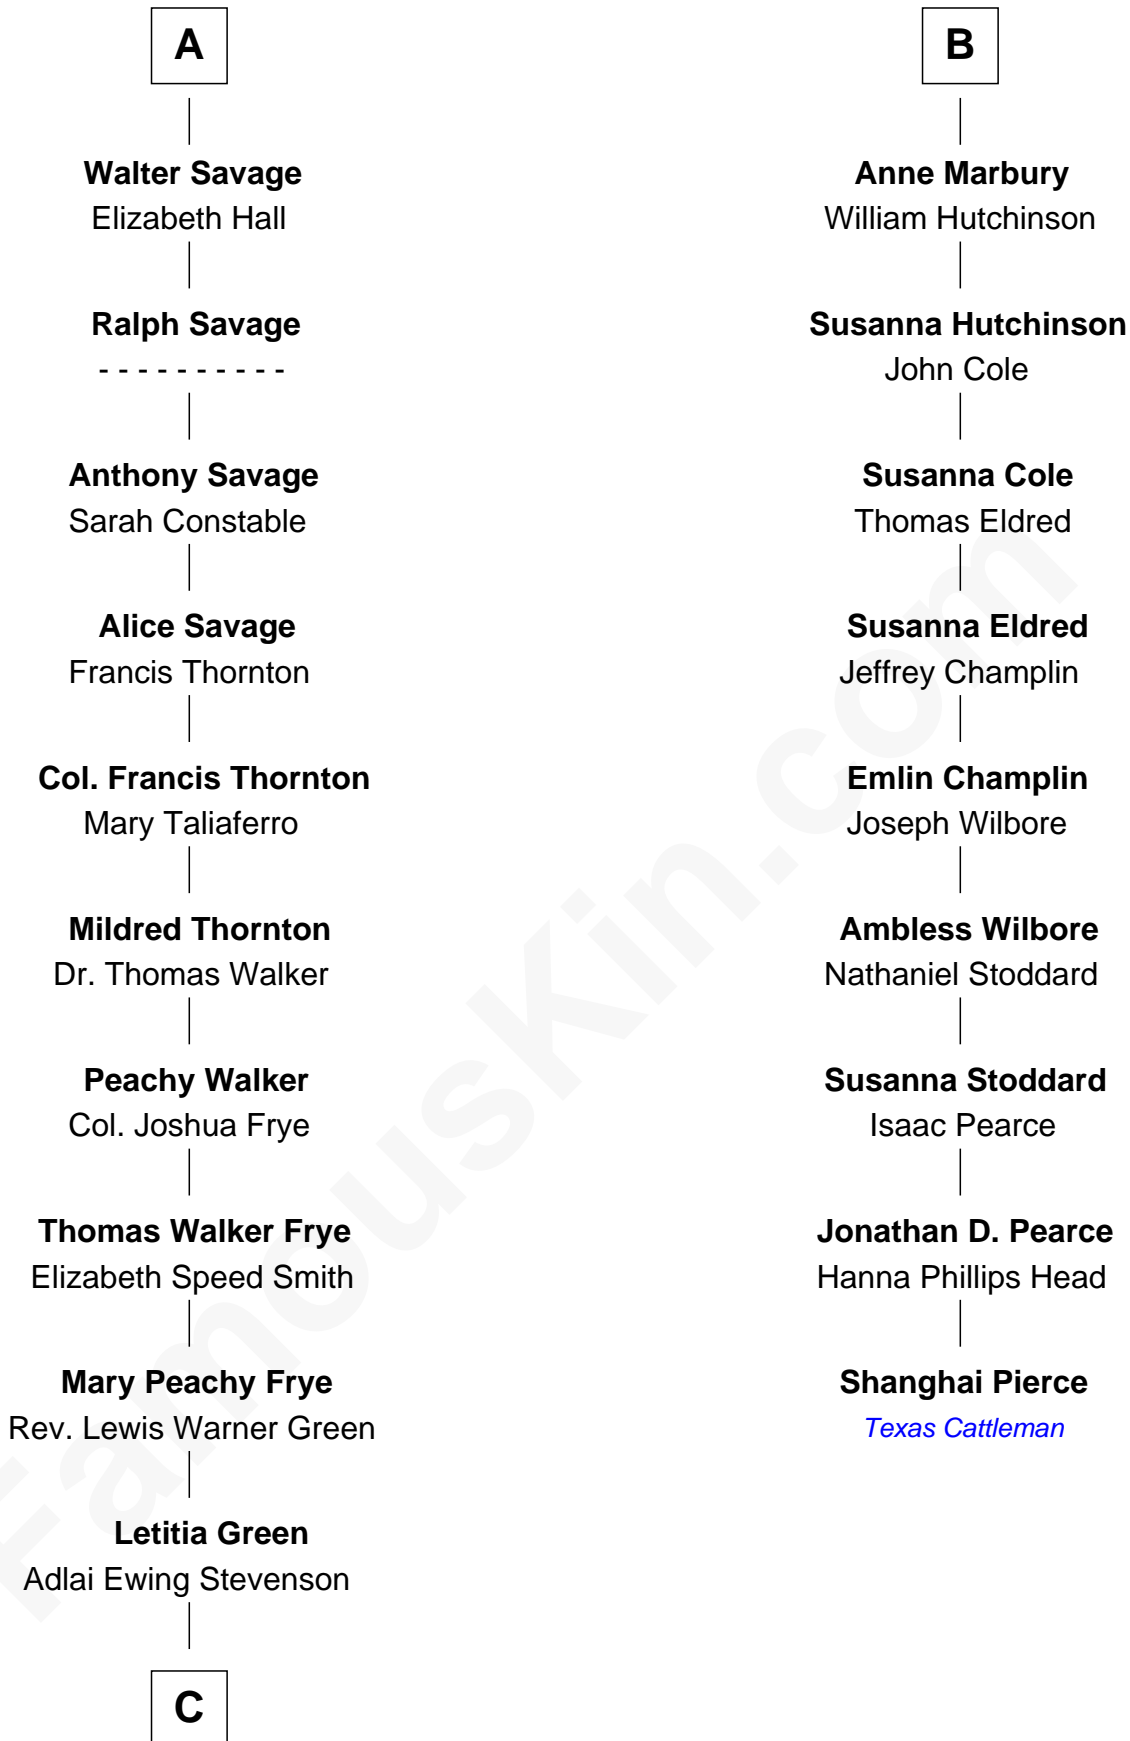 A
Walter Savage
Elizabeth Hall
Ralph Savage
- - - - - - - - - -
Anthony Savage
Sarah Constable
Alice Savage
Francis Thornton
Col. Francis Thornton
Mary Taliaferro
Mildred Thornton
Dr. Thomas Walker
Peachy Walker
Col. Joshua Frye
Thomas Walker Frye
Elizabeth Speed Smith
Mary Peachy Frye
Rev. Lewis Warner Green
Letitia Green
Adlai Ewing Stevenson
C
B
Anne Marbury
William Hutchinson
Susanna Hutchinson
John Cole
Susanna Cole
Thomas Eldred
Susanna Eldred
Jeffrey Champlin
Emlin Champlin
Joseph Wilbore
Ambless Wilbore
Nathaniel Stoddard
Susanna Stoddard
Isaac Pearce
Jonathan D. Pearce
Hanna Phillips Head
Shanghai Pierce
Texas Cattleman
FamousKin.com